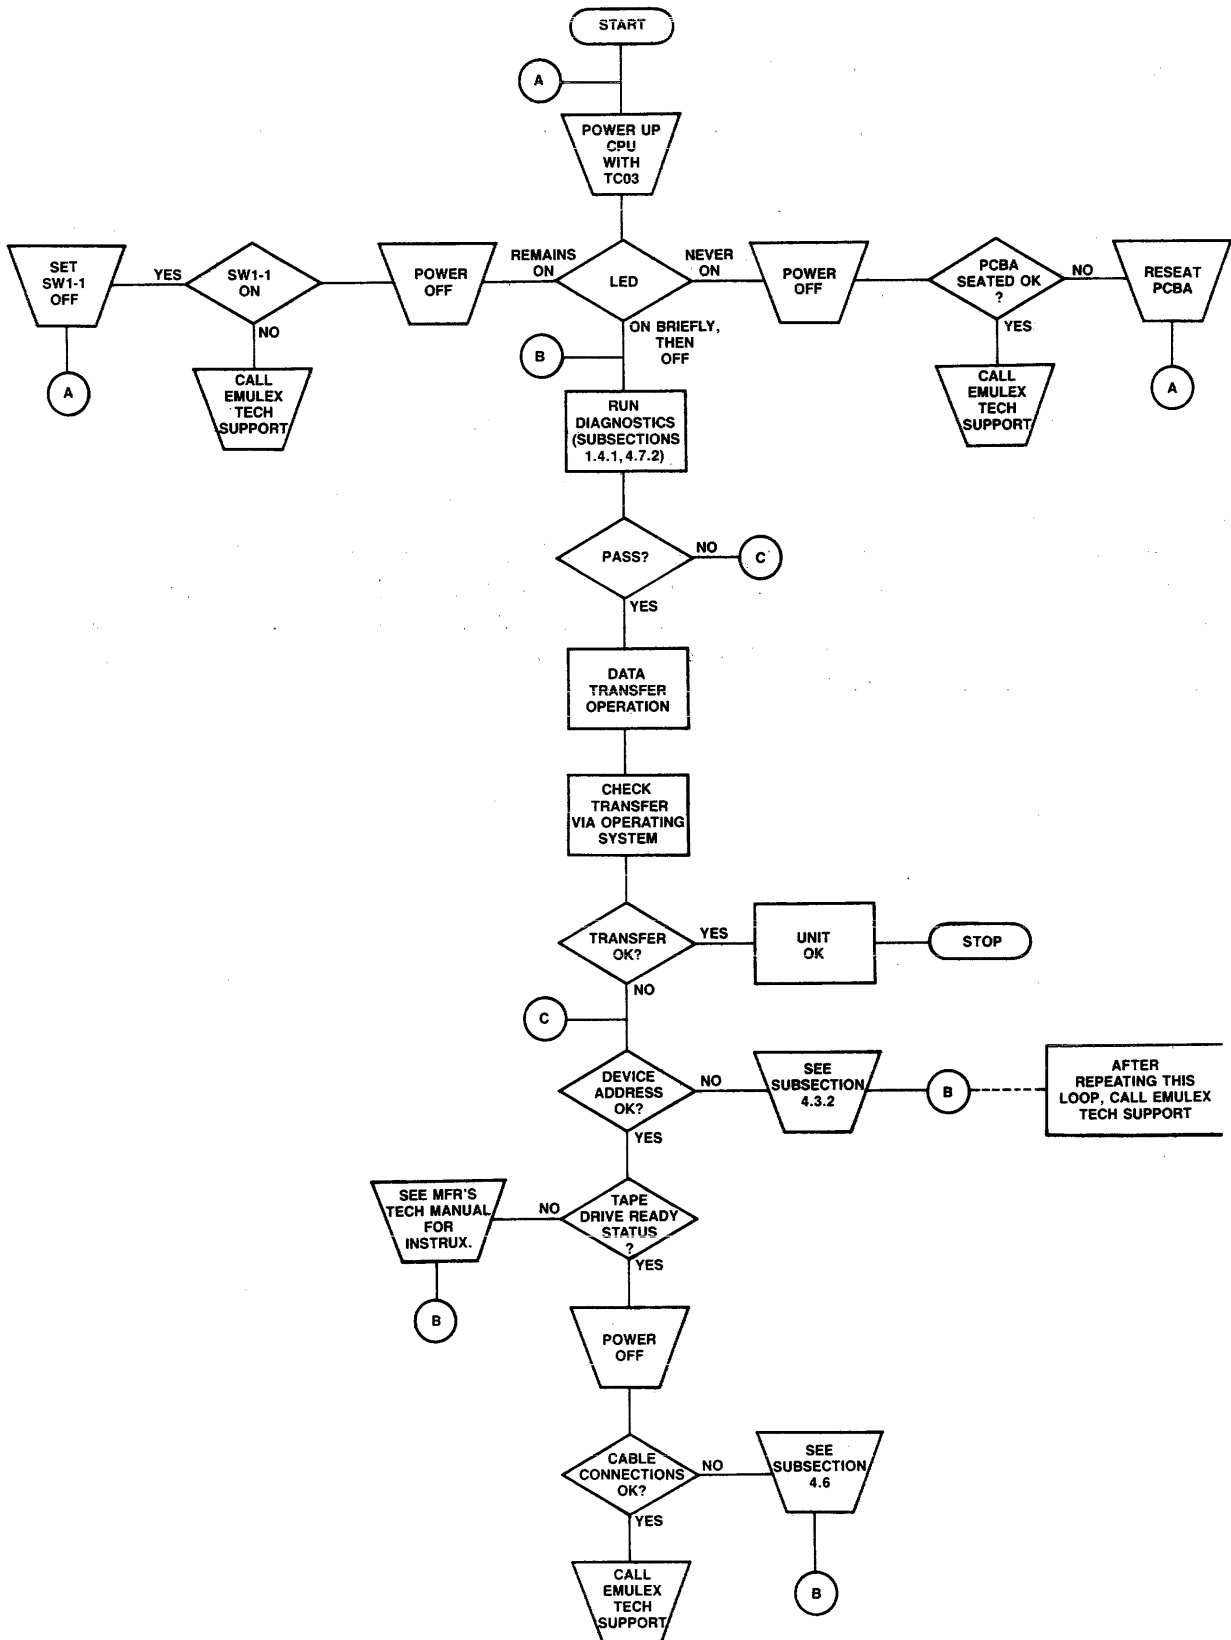 START
A
POWER UP
CPU
WITH
TC03
SET
SW1-1
OFF
YES
SW1-1
ON
NO
POWER
OFF
REMAINS
ON
LED
NEVER
ON
POWER
OFF
PCBA
SEATED OK
?
NO
YES
RESEAT
PCBA
A
CALL
EMULEX
TECH
SUPPORT
ON BRIEFLY,
THEN
OFF
B
CALL
EMULEX
TECH
SUPPORT
A
RUN
DIAGNOSTICS
(SUBSECTIONS
1.4.1, 4.7.2)
PASS?
NO
C
YES
DATA
TRANSFER
OPERATION
CHECK
TRANSFER
VIA OPERATING
SYSTEM
TRANSFER
OK?
YES
UNIT
OK
STOP
NO
C
DEVICE
ADDRESS
OK?
NO
SEE
SUBSECTION
4.3.2
B
AFTER
REPEATING THIS
LOOP, CALL EMULEX
TECH SUPPORT
YES
TAPE
DRIVE READY
STATUS
?
NO
SEE MFR'S
TECH MANUAL
FOR
INSTRUX.
B
YES
POWER
OFF
CABLE
CONNECTIONS
OK?
NO
SEE
SUBSECTION
4.6
B
YES
CALL
EMULEX
TECH
SUPPORT